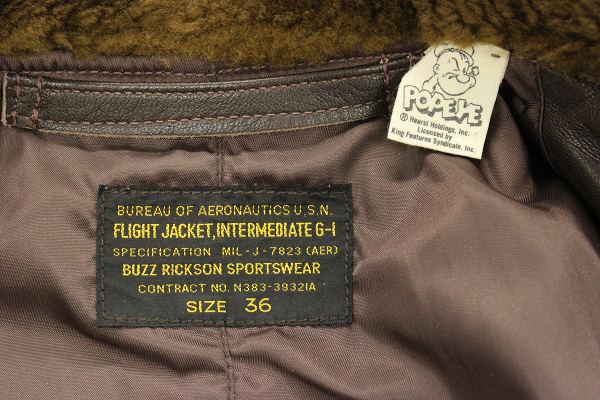 POPEYE
® Hearst Holdings, Inc.
Licensed by
King Features Syndicate, Inc.
BUREAU OF AERONAUTICS U.S.N.
FLIGHT JACKET, INTERMEDIATE G-1
SPECIFICATION MIL-J-7823 (AER)
BUZZ RICKSON SPORTSWEAR
CONTRACT NO. N383-39321A
SIZE 36